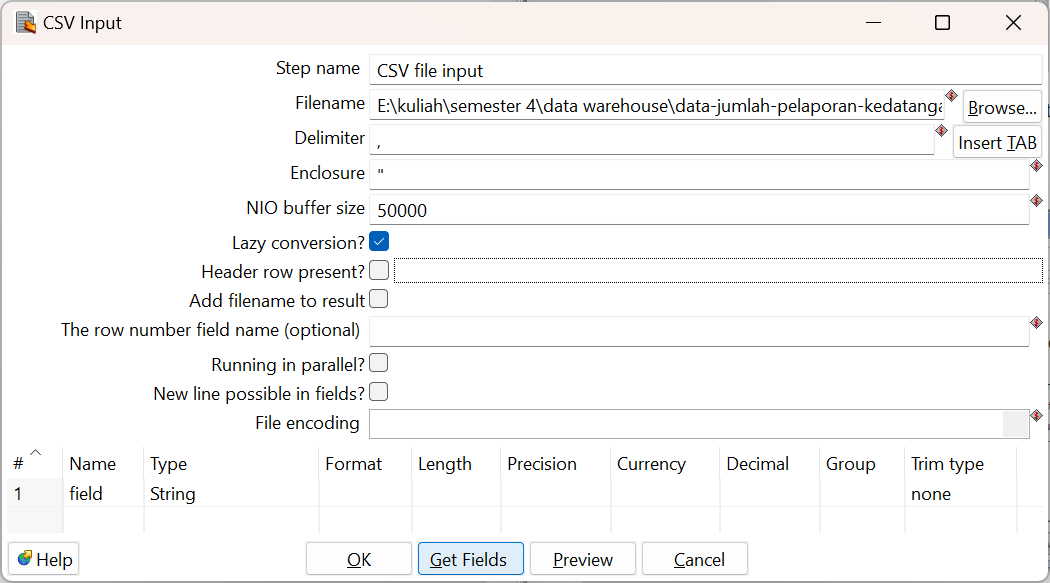 CSV Input
Step name CSV file input
Filename E:\kuliah\semester 4\data warehouse\data-jumlah-pelaporan-kedatanga Browse...
Delimiter , Insert TAB
Enclosure "
NIO buffer size 50000
Lazy conversion?
Header row present?
Add filename to result
The row number field name (optional)
Running in parallel?
New line possible in fields?
File encoding
# Name Type Format Length Precision Currency Decimal Group Trim type
1 field String none
Help OK Get Fields Preview Cancel